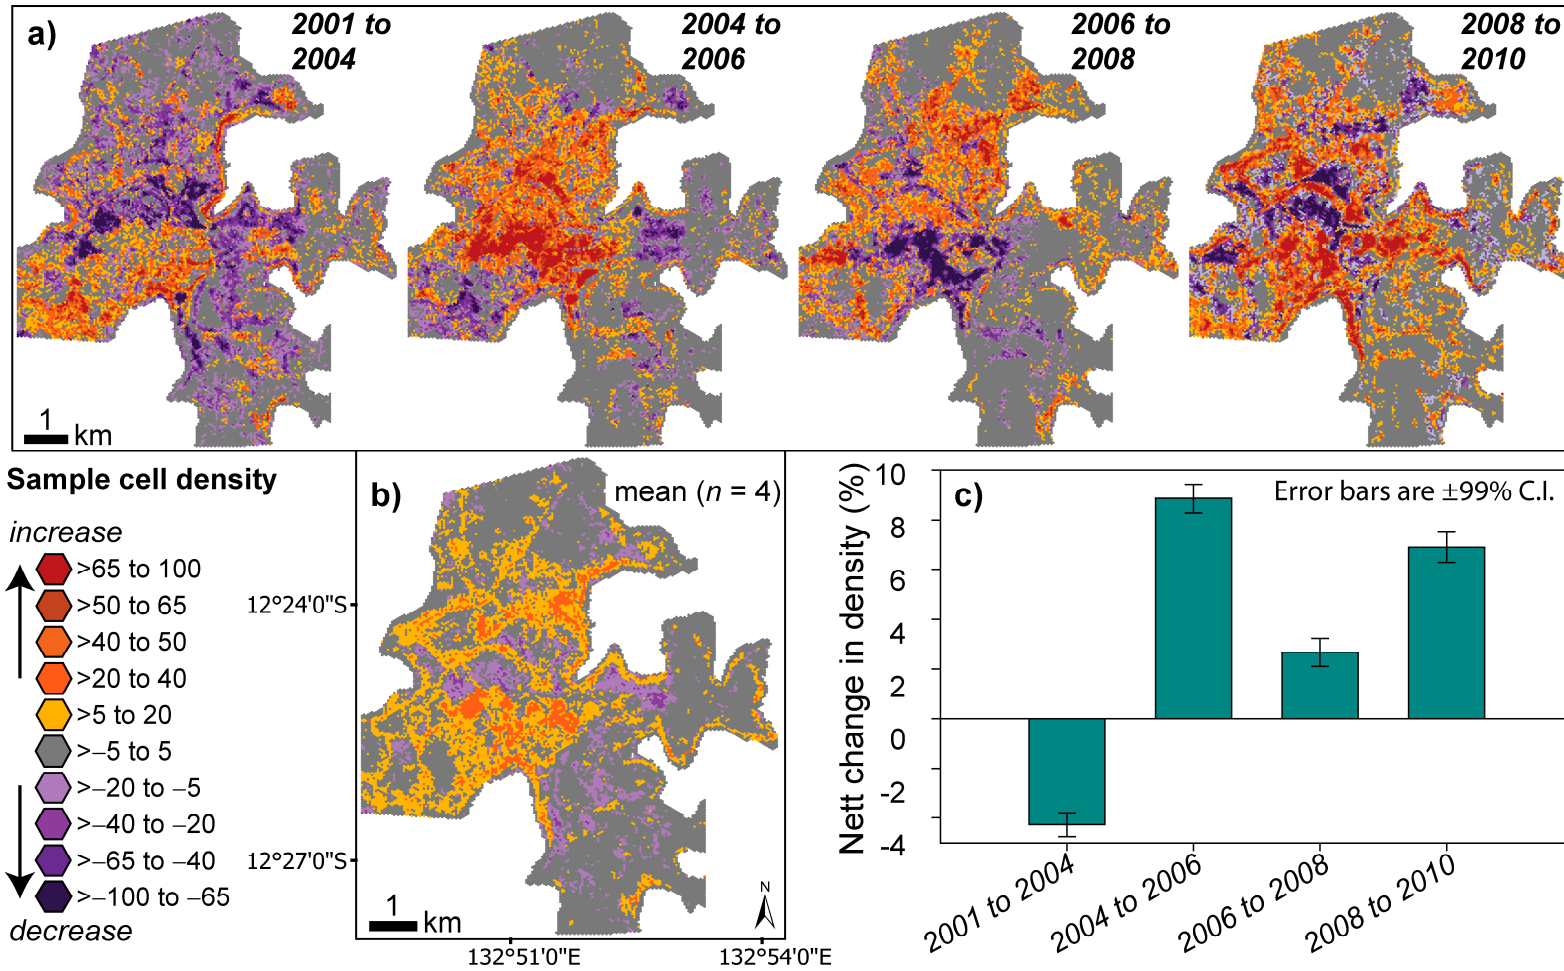 a)
2001 to
2004
2004 to
2006
2006 to
2008
2008 to
2010
1
km
Sample cell density
increase
>65 to 100
>50 to 65
>40 to 50
>20 to 40
>5 to 20
>–5 to 5
>–20 to –5
>–40 to –20
>–65 to –40
>–100 to –65
decrease
b)
mean (n = 4)
12°24'0"S
12°27'0"S
1
km
N
132°51'0"E
132°54'0"E
c)
Error bars are ±99% C.I.
Nett change in density (%)
10
8
6
4
2
0
-2
-4
2001 to 2004
2004 to 2006
2006 to 2008
2008 to 2010